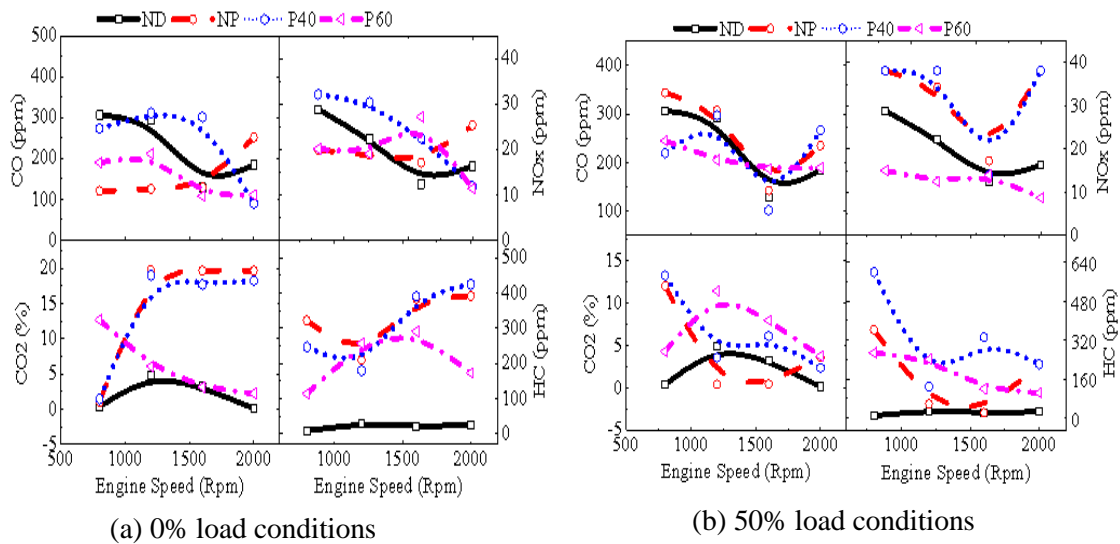 ND NP P40 P60
500
400
300
200
100
0
CO (ppm)
40
30
20
10
0
NOx (ppm)
20
15
10
5
0
-5
CO2 (%)
500
400
300
200
100
0
HC (ppm)
500 1000 1500 2000 1000 1500 2000
Engine Speed (Rpm) Engine Speed (Rpm)
(a) 0% load conditions
ND NP P40 P60
400
300
200
100
CO (ppm)
40
30
20
10
0
NOx (ppm)
15
10
5
0
-5
CO2 (%)
640
480
320
160
0
HC (ppm)
500 1000 1500 2000 1000 1500 2000
Engine Speed (Rpm) Engine Speed (Rpm)
(b) 50% load conditions